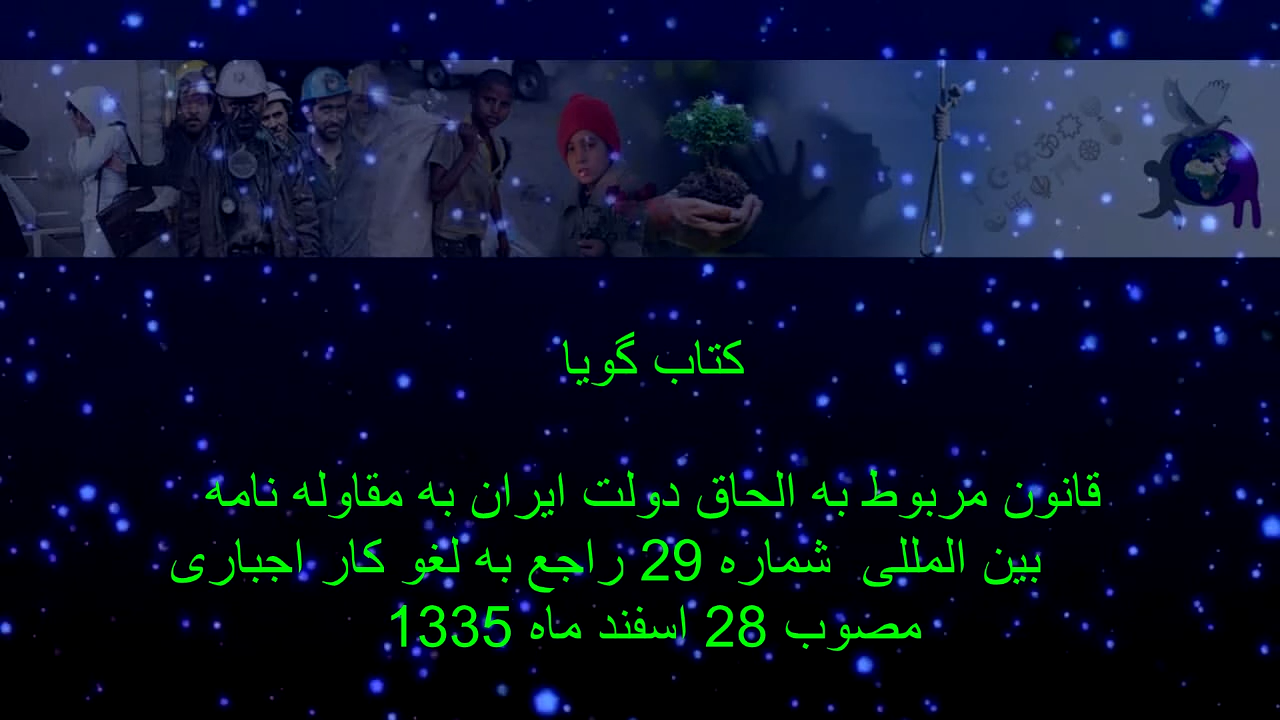 کتاب گویا
قانون مربوط به الحاق دولت ایران به مقاوله نامه
بین المللی شماره 29 راجع به لغو کار اجباری
مصوب 28 اسفند ماه 1335